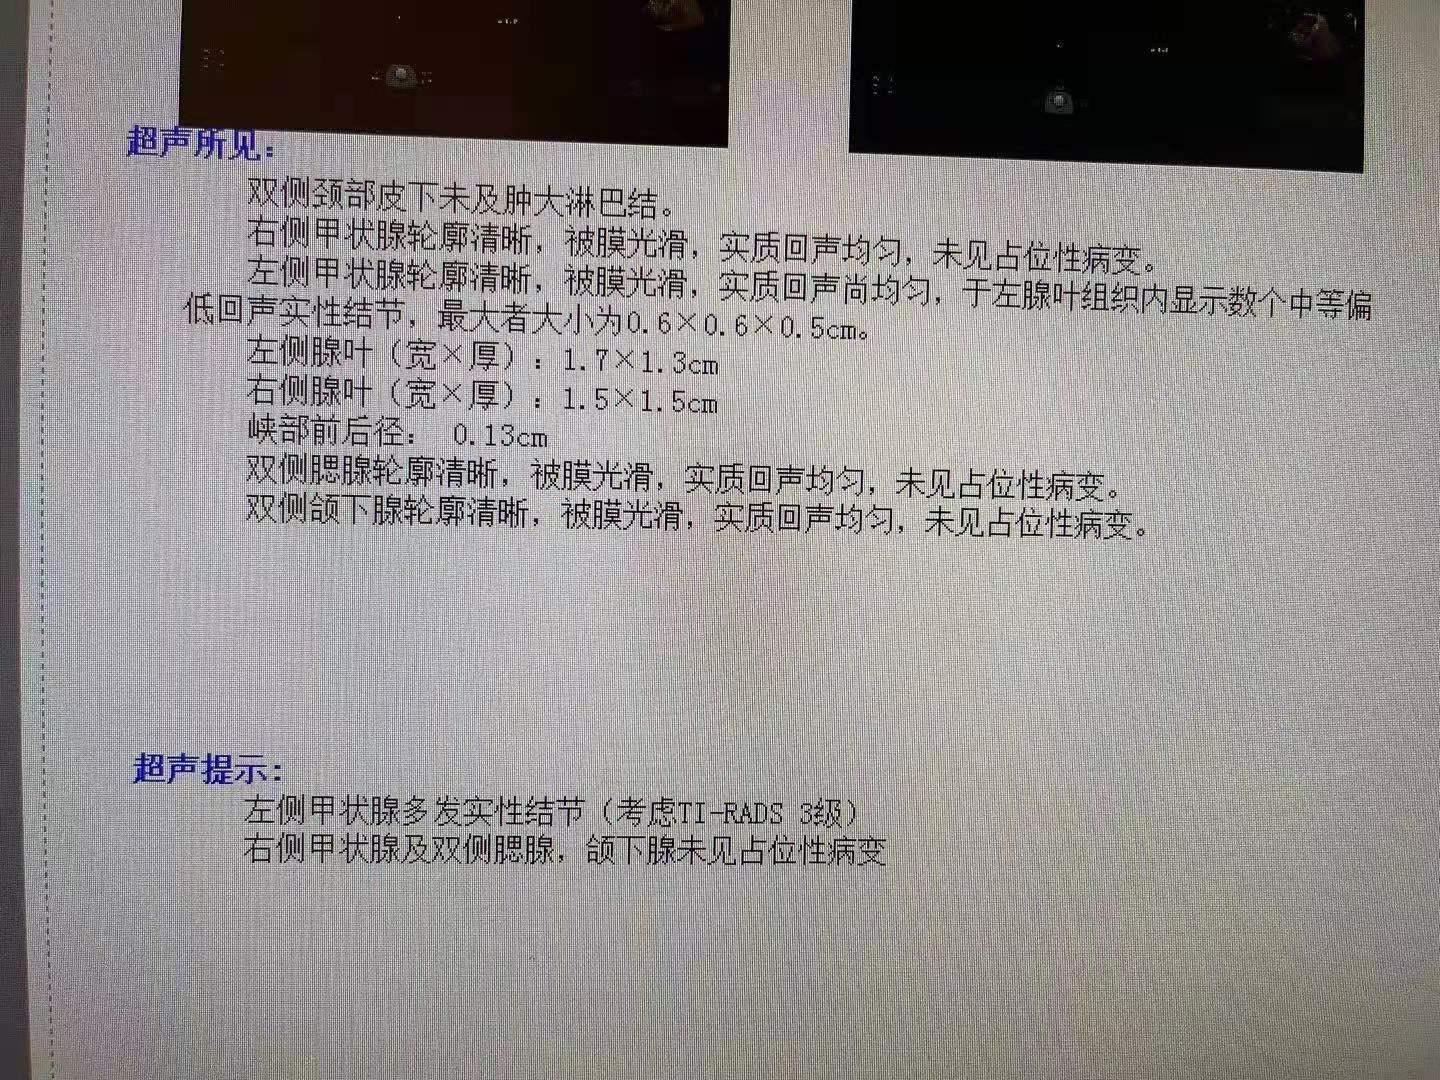 超声所见：
双侧颈部皮下未及肿大淋巴结。
右侧甲状腺轮廓清晰，被膜光滑，实质回声均匀，未见占位性病变。
左侧甲状腺轮廓清晰，被膜光滑，实质回声尚均匀，于左腺叶组织内显示数个中等偏
低回声实性结节，最大者大小为0.6×0.6×0.5cm。
左侧腺叶（宽×厚）：1.7×1.3cm
右侧腺叶（宽×厚）：1.5×1.5cm
峡部前后径： 0.13cm
双侧腮腺轮廓清晰，被膜光滑，实质回声均匀，未见占位性病变。
双侧颌下腺轮廓清晰，被膜光滑，实质回声均匀，未见占位性病变。
超声提示：
左侧甲状腺多发实性结节（考虑TI-RADS 3级）
右侧甲状腺及双侧腮腺，颌下腺未见占位性病变